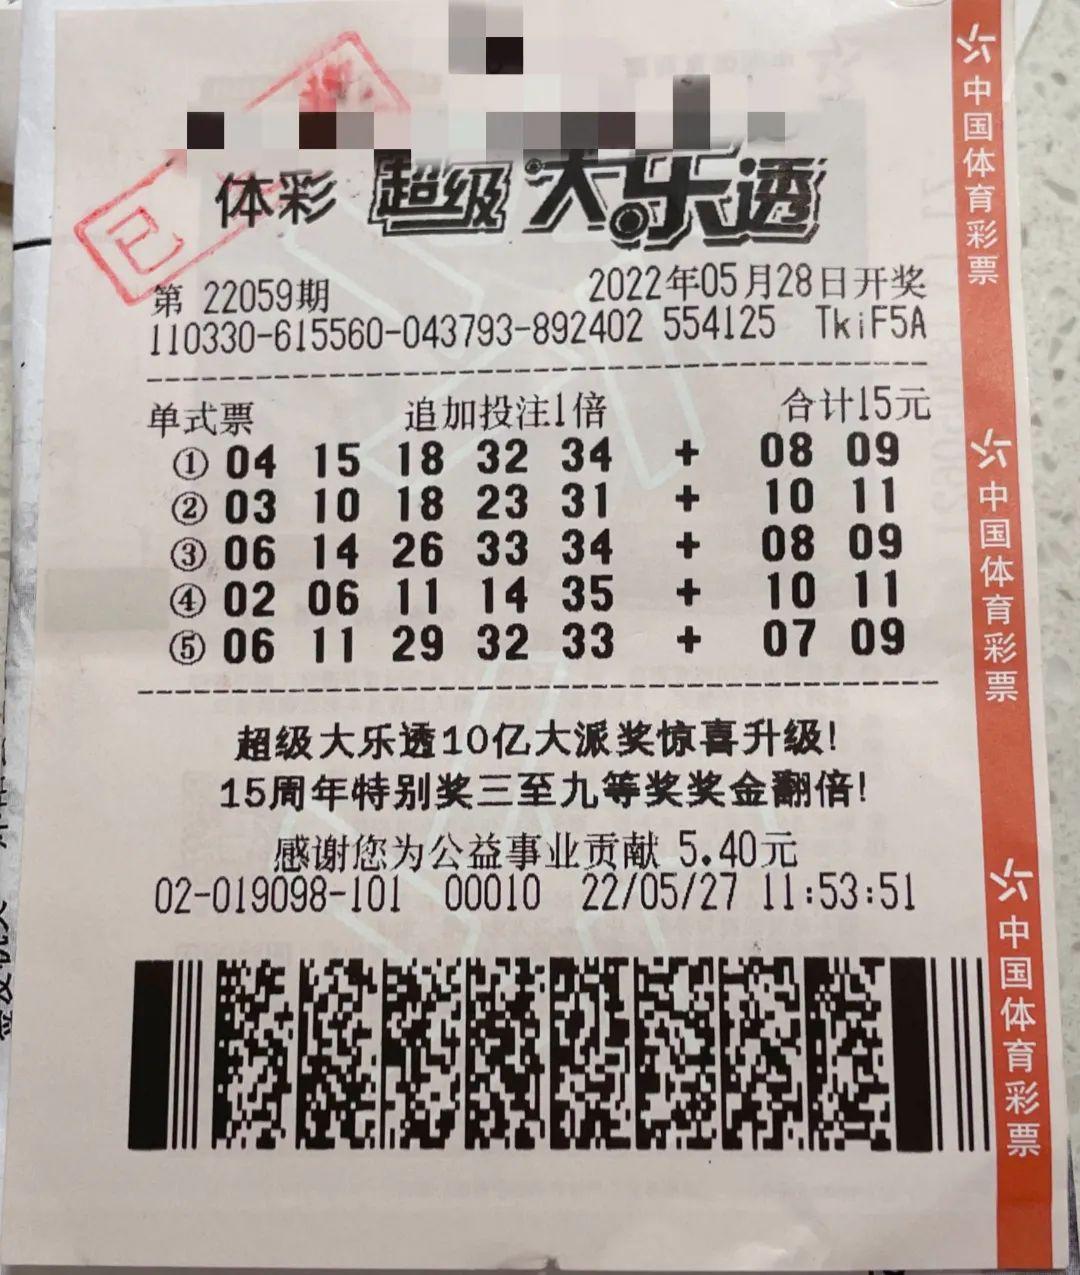 已
体彩 超级大乐透
第 22059期 2022年05月28日开奖
110330-615560-043793-892402 554125 TkiF5A
单式票 追加投注1倍 合计15元
① 04 15 18 32 34 + 08 09
② 03 10 18 23 31 + 10 11
③ 06 14 26 33 34 + 08 09
④ 02 06 11 14 35 + 10 11
⑤ 06 11 29 32 33 + 07 09
超级大乐透10亿大派奖惊喜升级!
15周年特别奖三至九等奖奖金翻倍!
感谢您为公益事业贡献 5.40元
02-019098-101 00010 22/05/27 11:53:51
中国体育彩票
中国体育彩票
中国体育彩票